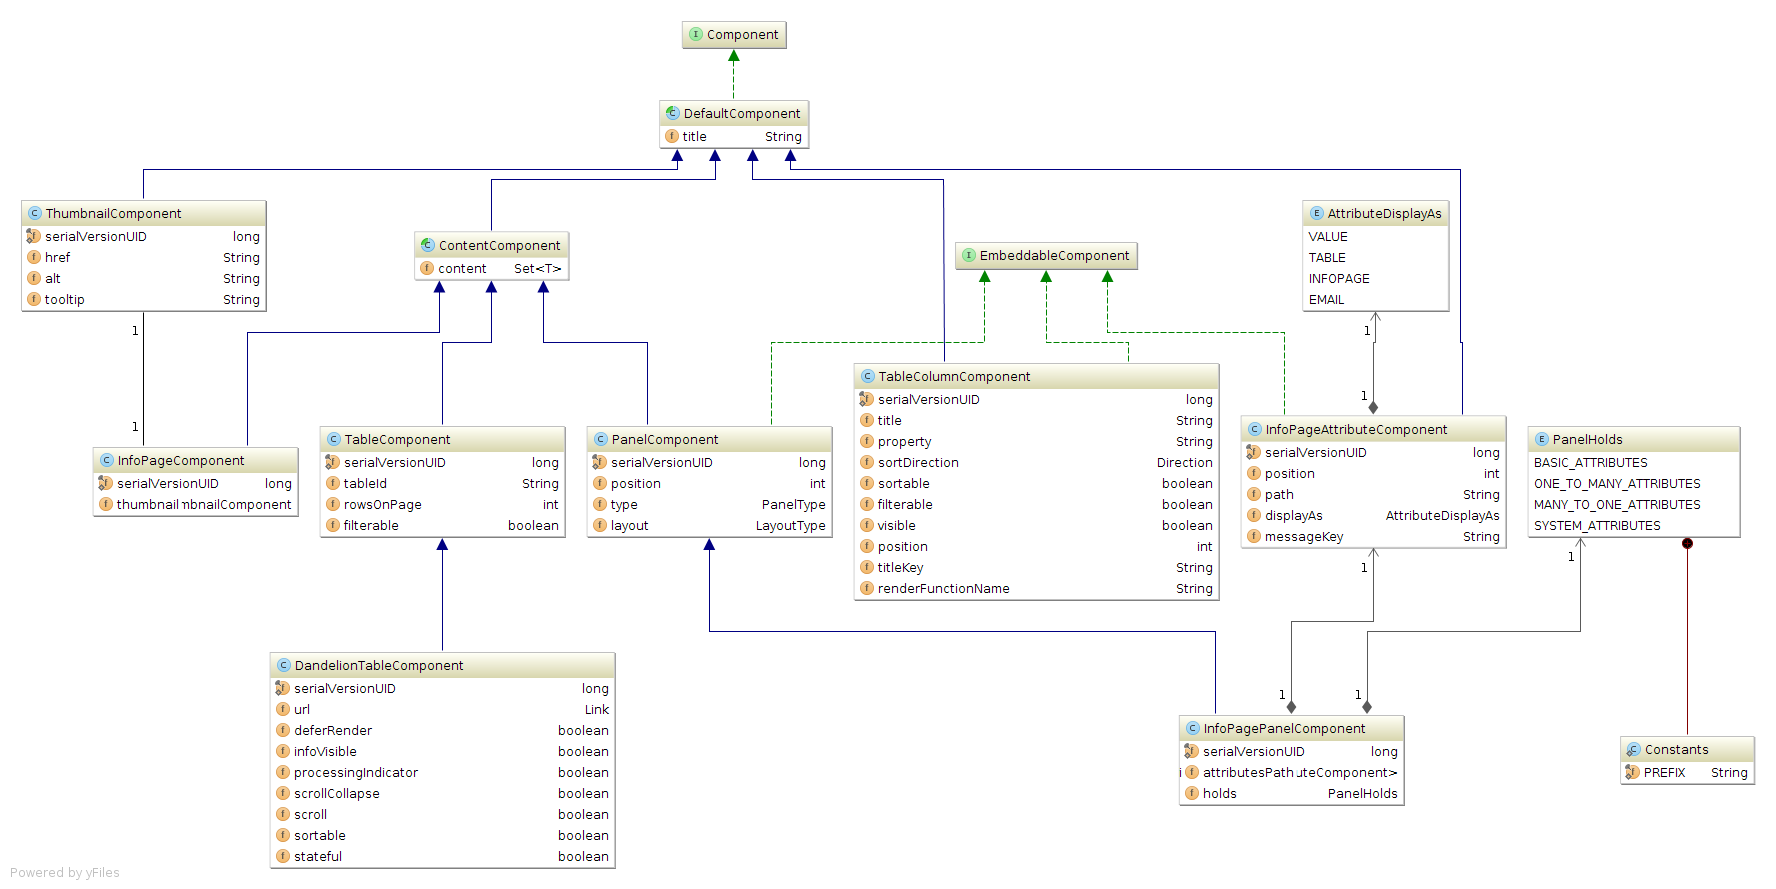 Component
DefaultComponent
title String
ThumbnailComponent
serialVersionUID long
href String
alt String
tooltip String
ContentComponent
content Set<T>
EmbeddableComponent
AttributeDisplayAs
VALUE
TABLE
INFOPAGE
EMAIL
1
1
1
1
InfoPageComponent
serialVersionUID long
thumbnail mbnailComponent
TableComponent
serialVersionUID long
tableId String
rowsOnPage int
filterable boolean
PanelComponent
serialVersionUID long
position int
type PanelType
layout LayoutType
TableColumnComponent
serialVersionUID long
title String
property String
sortDirection Direction
sortable boolean
filterable boolean
visible boolean
position int
titleKey String
renderFunctionName String
InfoPageAttributeComponent
serialVersionUID long
position int
path String
displayAs AttributeDisplayAs
messageKey String
PanelHolds
BASIC_ATTRIBUTES
ONE_TO_MANY_ATTRIBUTES
MANY_TO_ONE_ATTRIBUTES
SYSTEM_ATTRIBUTES
1
1
1
1
DandelionTableComponent
serialVersionUID long
url Link
deferRender boolean
infoVisible boolean
processingIndicator boolean
scrollCollapse boolean
scroll boolean
sortable boolean
stateful boolean
InfoPagePanelComponent
serialVersionUID long
attributesPath uteComponent>
holds PanelHolds
Constants
PREFIX String
Powered by yFiles